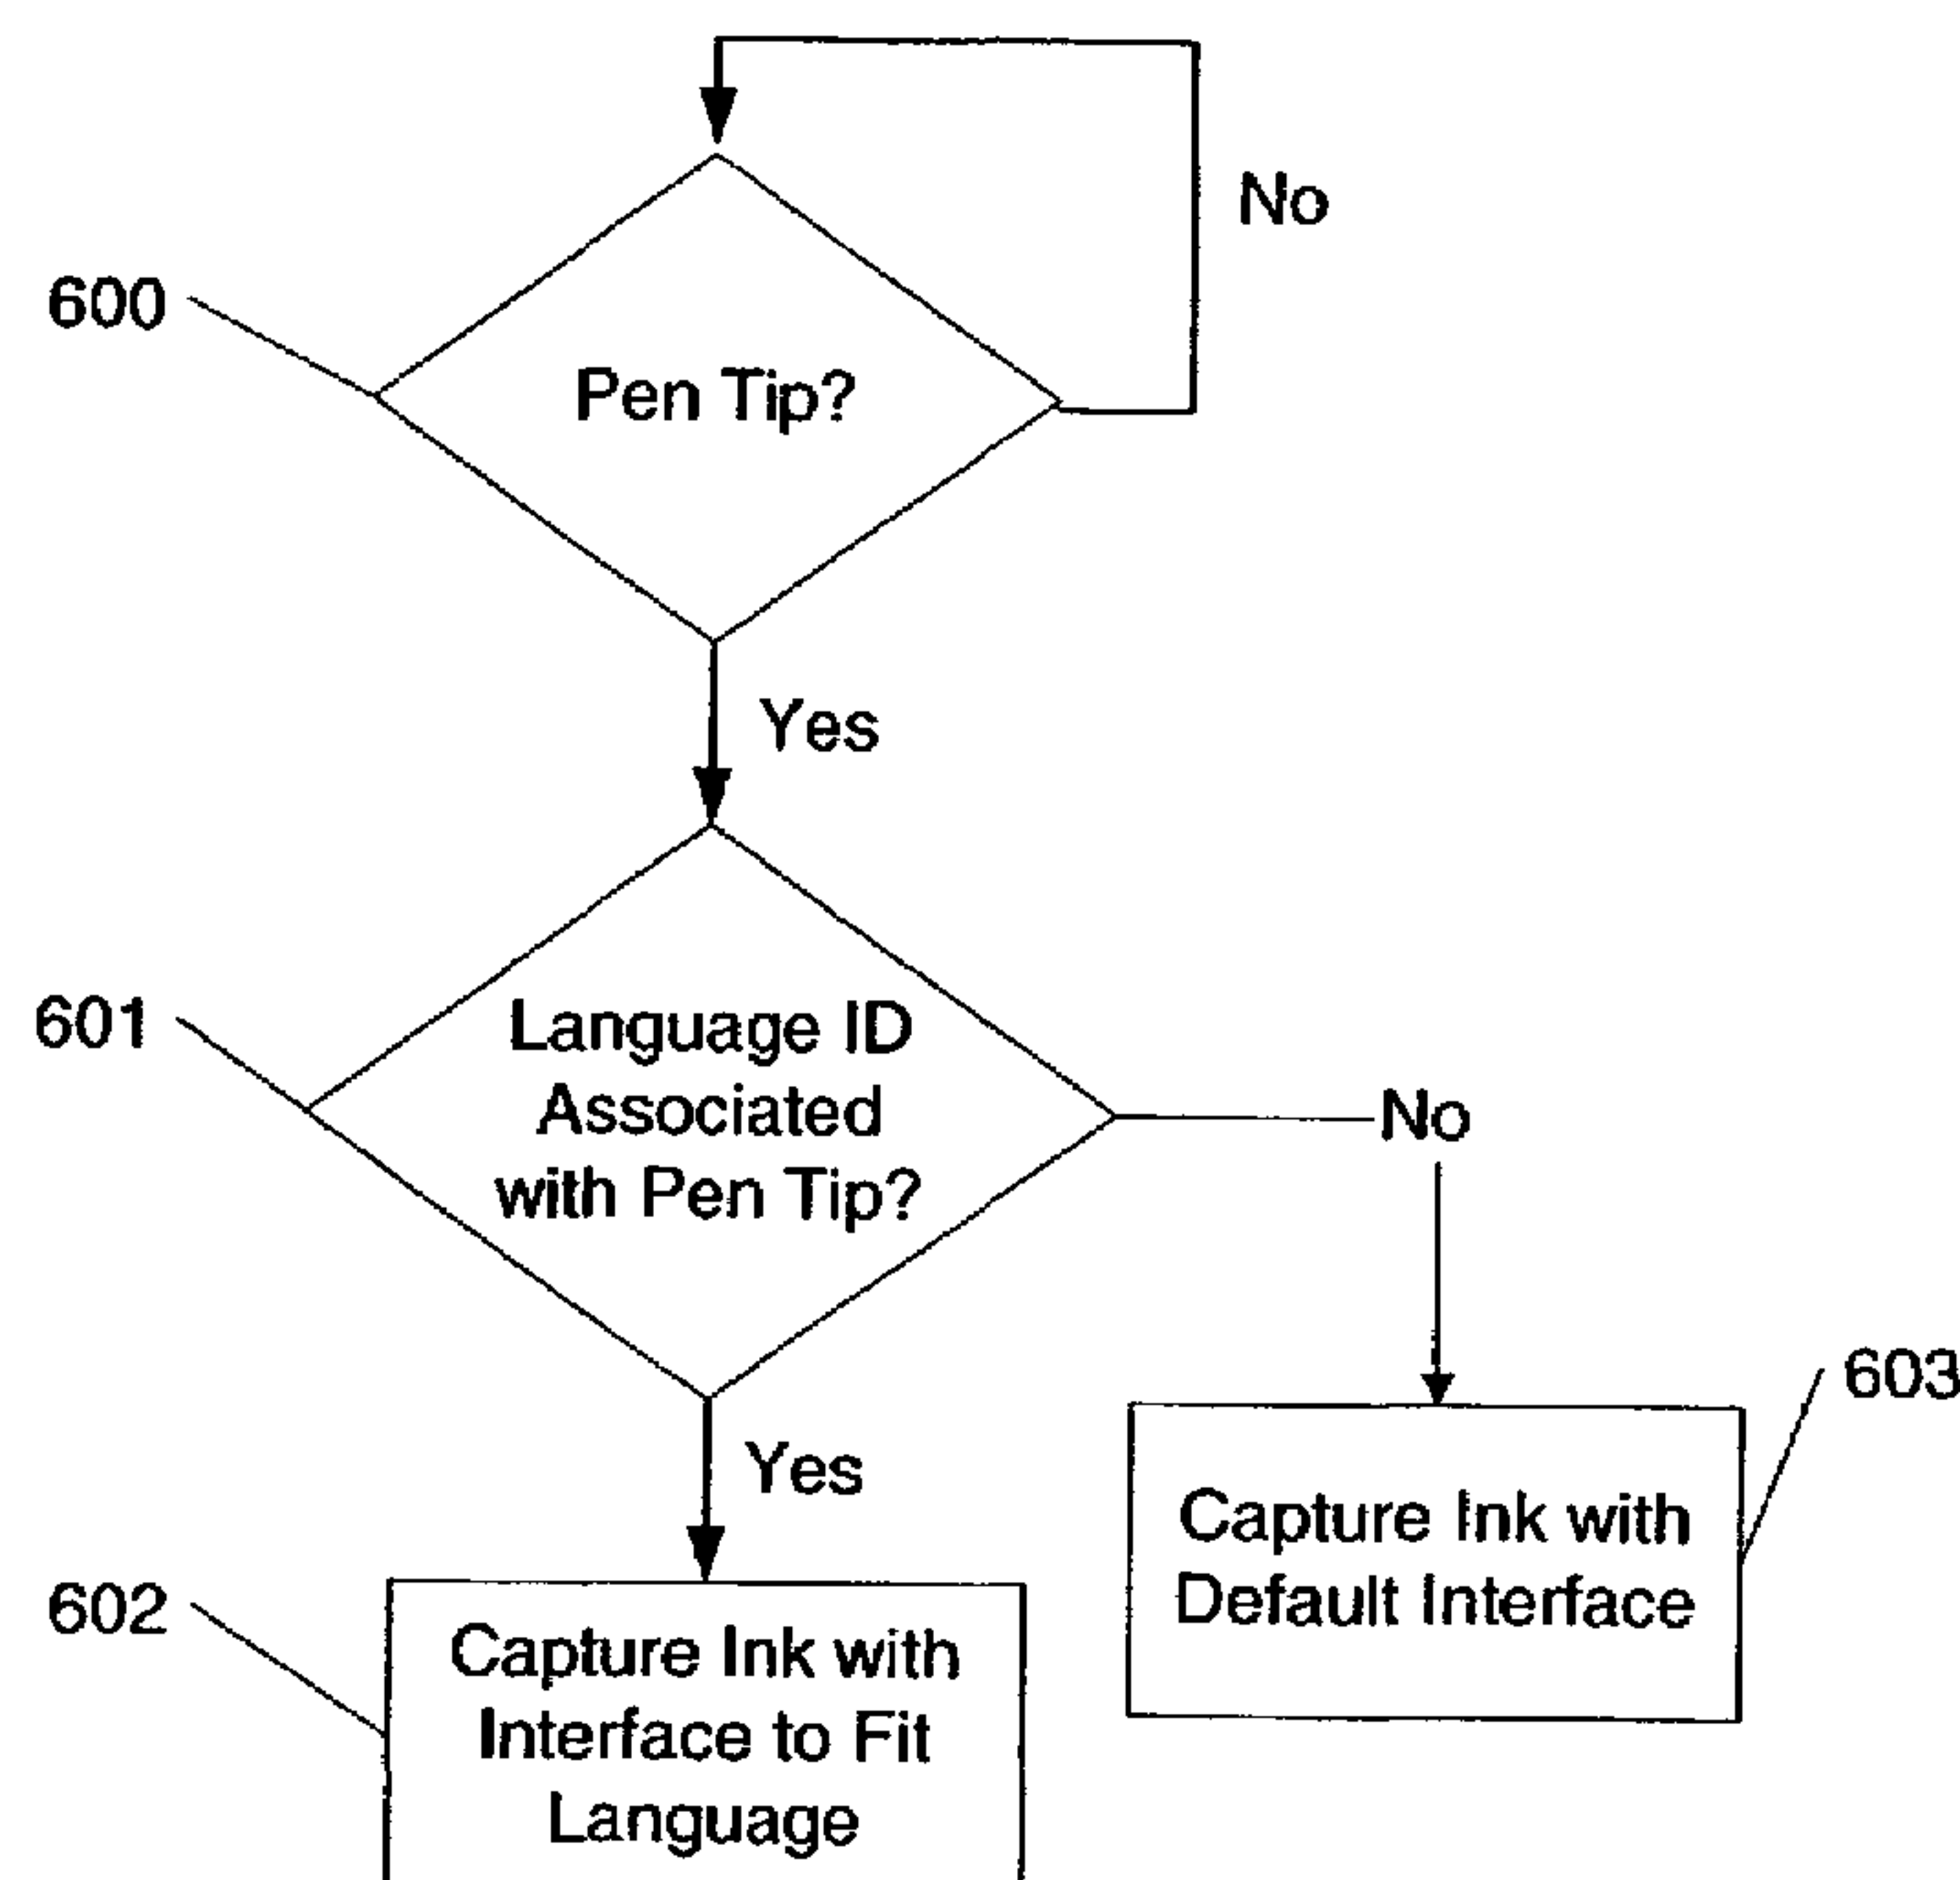 No
600
Pen Tip?
Yes
601
Language ID
Associated
with Pen Tip?
No
Yes
603
Capture Ink with
Default Interface
602
Capture Ink with
Interface to Fit
Language